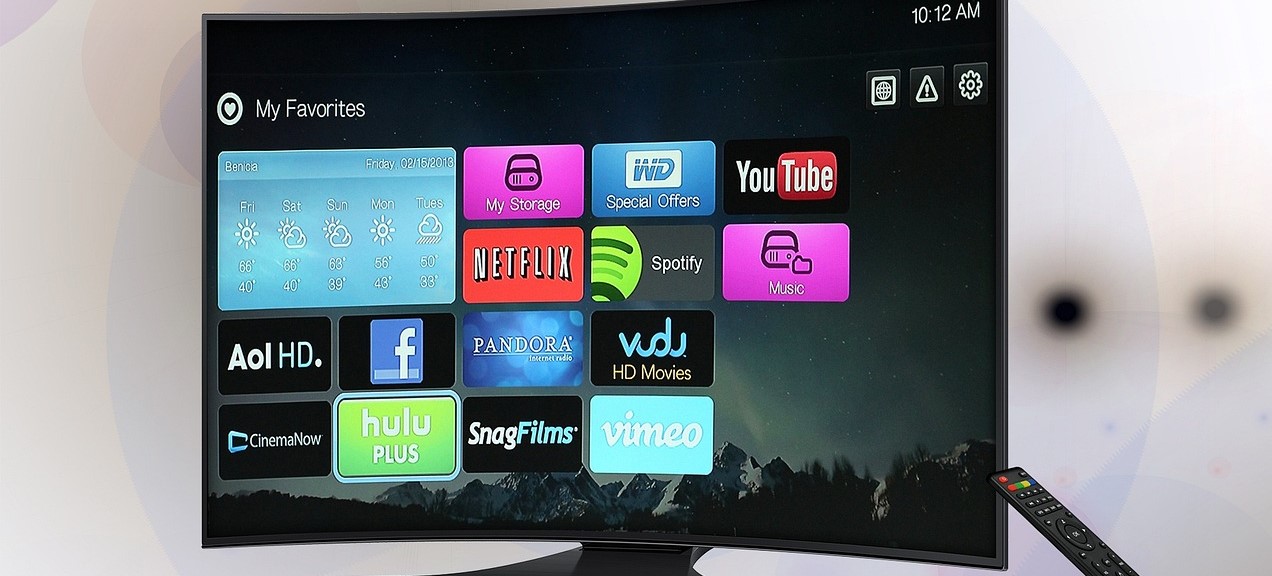 10:12 AM
My Favorites
Benicia Friday, 02/15/2013
Fri Sat Sun Mon Tues
66° 66° 63° 56° 50°
40° 40° 39° 43° 33°
My Storage
WD
Special Offers
YouTube
NETFLIX
Spotify
Music
Aol HD.
f
PANDORA®
internet radio
vudu
HD Movies
CinemaNow
hulu
PLUS
SnagFilms
vimeo